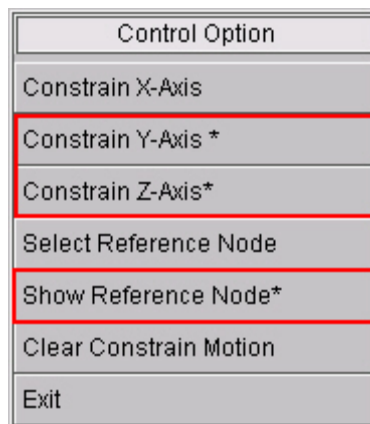 Control Option
Constrain X-Axis
Constrain Y-Axis *
Constrain Z-Axis*
Select Reference Node
Show Reference Node*
Clear Constrain Motion
Exit